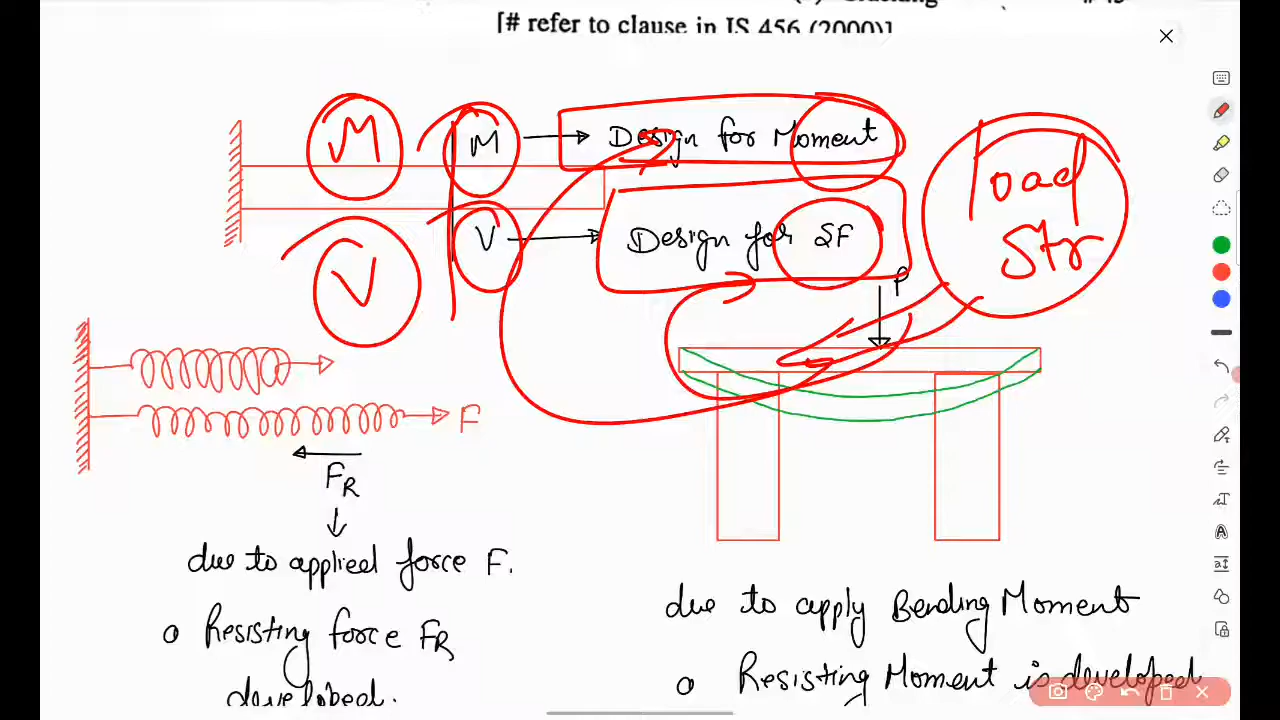 [# refer to clause in IS 456 (2000)]
M M → Design for Moment
V V → Design for SF
Load
Str
P
F
FR
due to applied force F.
o Resisting force FR
developed.
due to apply Bending Moment
o Resisting Moment is developed